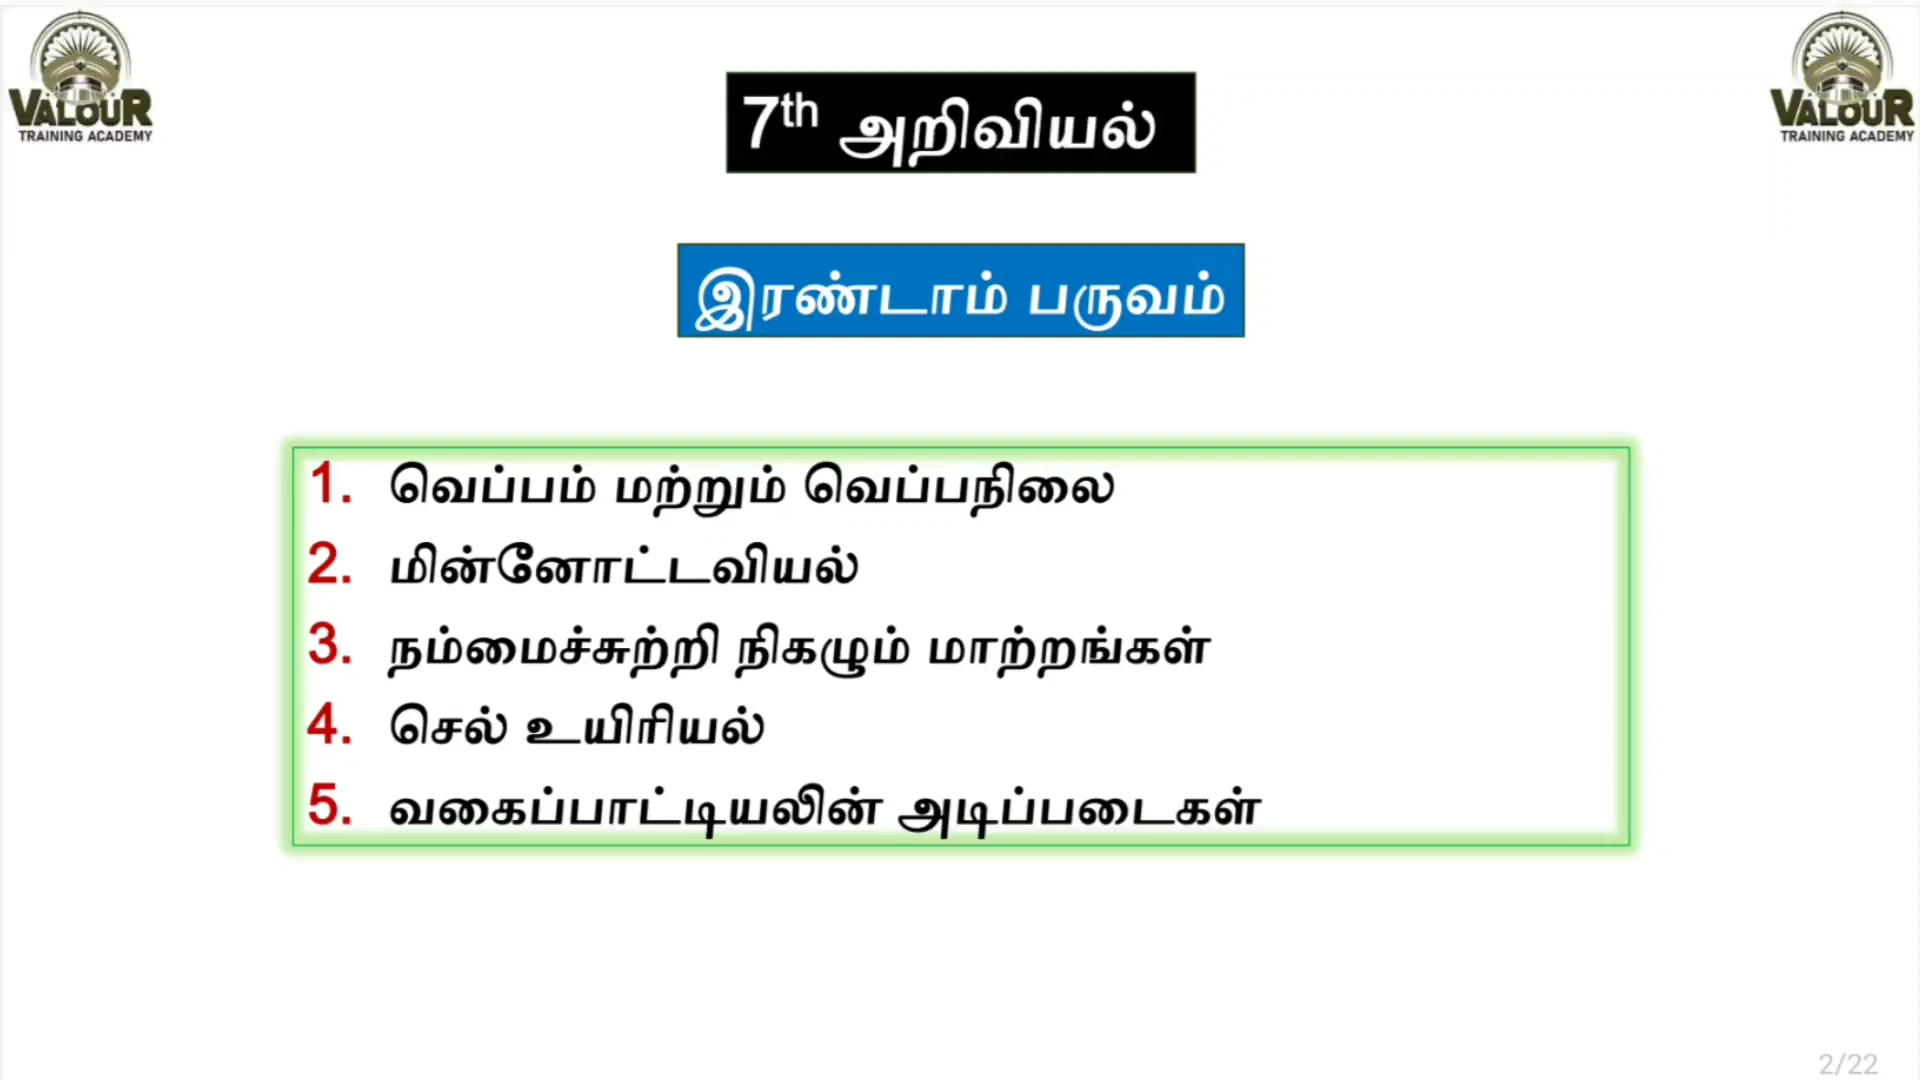 VALOUR
TRAINING ACADEMY
VALOUR
TRAINING ACADEMY
7th அறிவியல்
இரண்டாம் பருவம்
1. வெப்பம் மற்றும் வெப்பநிலை
2. மின்னோட்டவியல்
3. நம்மைச்சுற்றி நிகழும் மாற்றங்கள்
4. செல் உயிரியல்
5. வகைப்பாட்டியலின் அடிப்படைகள்
2/22